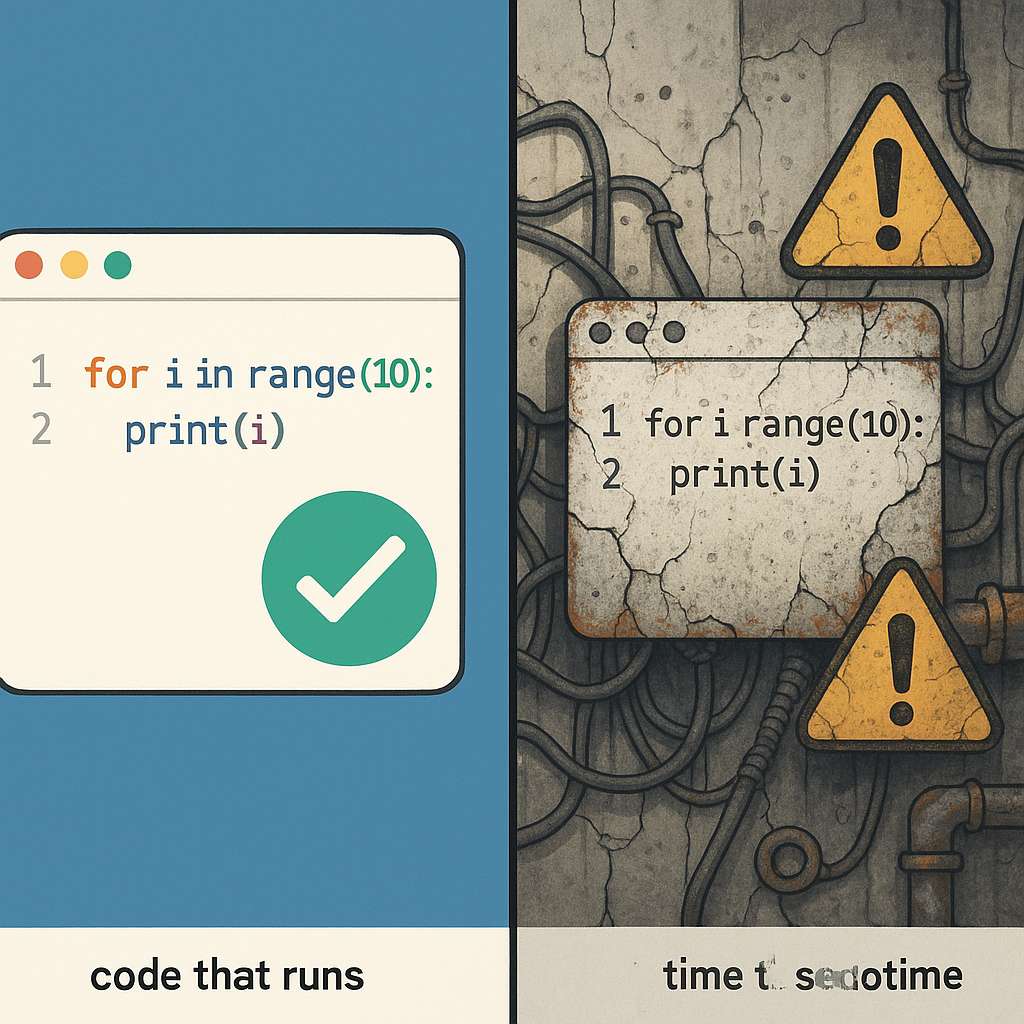 1 for i in range(10):
2 print(i)
code that runs
1 for i range(10):
2 print(i)
time